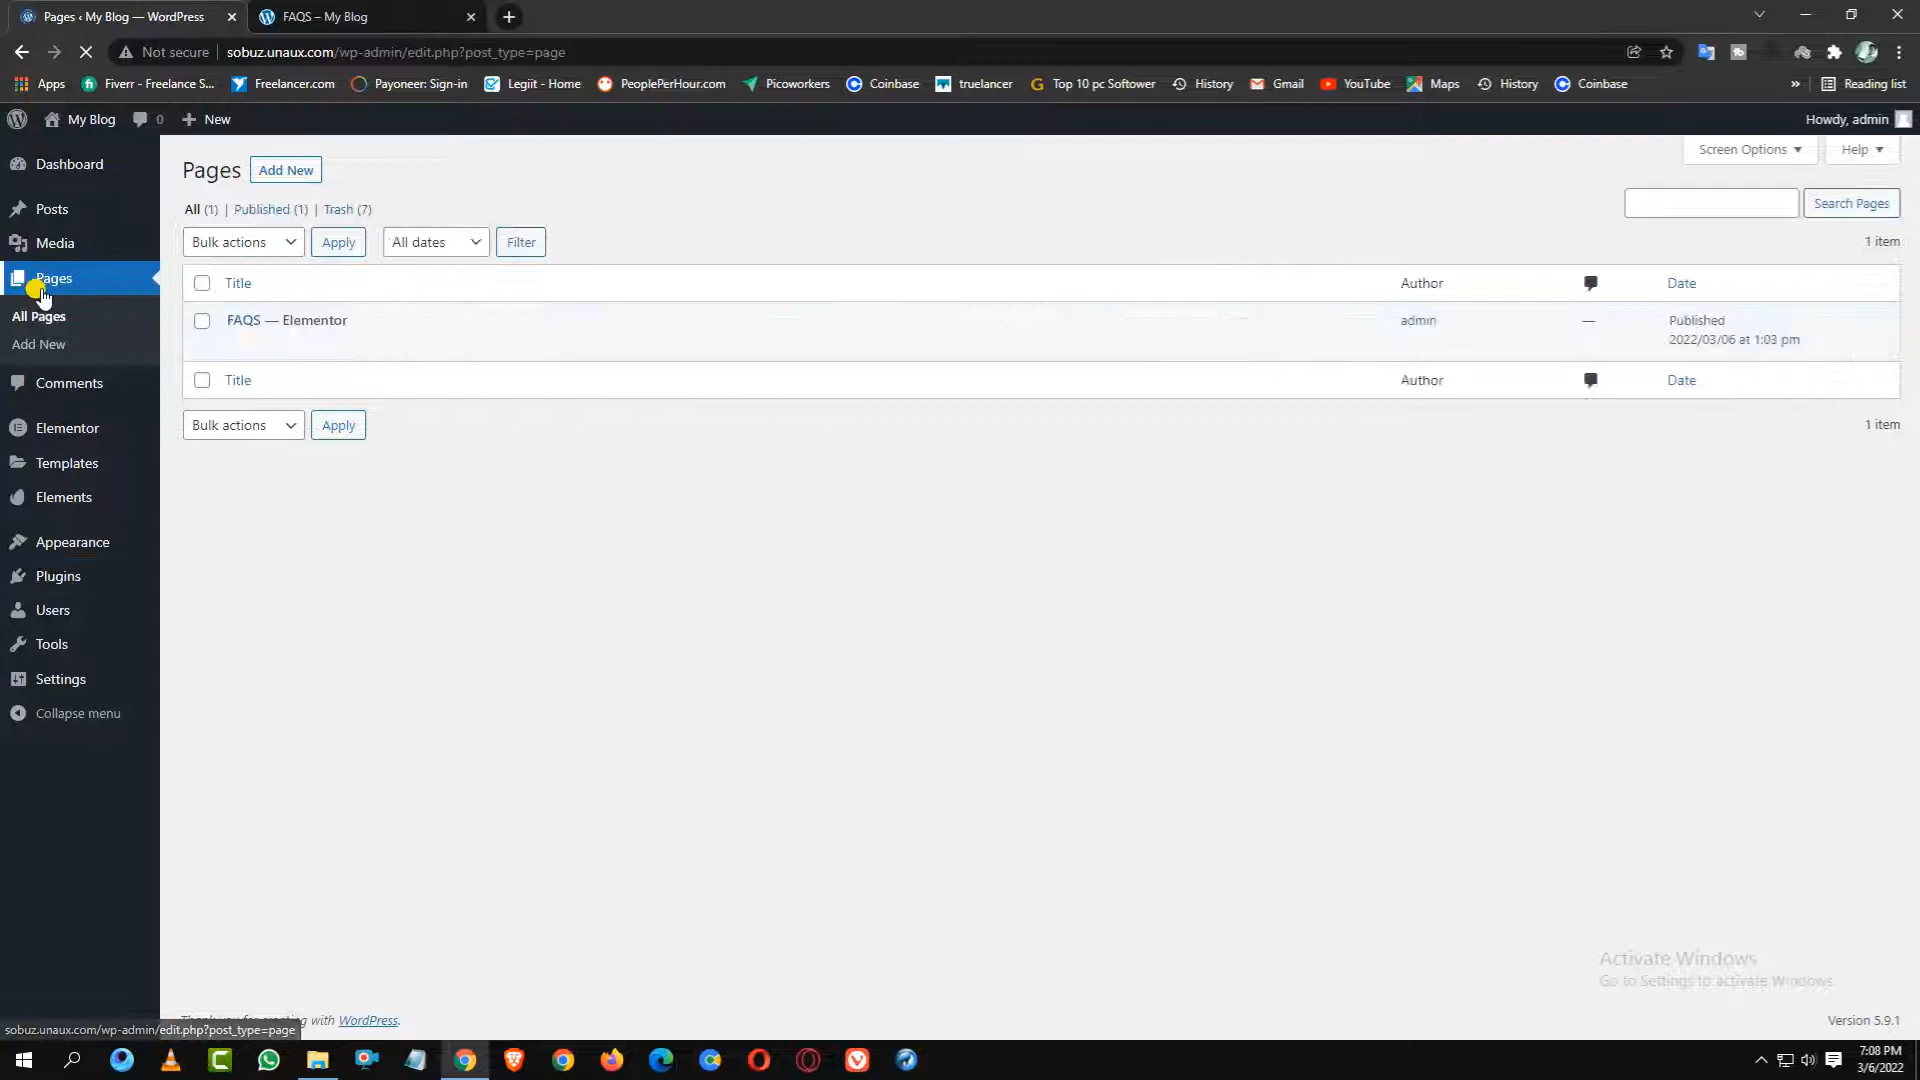 Pages ‹ My Blog — WordPress
FAQS – My Blog
Not secure
sobuz.unaux.com/wp-admin/edit.php?post_type=page
Apps
Fiverr - Freelance S...
Freelancer.com
Payoneer: Sign-in
Legiit - Home
PeoplePerHour.com
Picoworkers
Coinbase
truelancer
Top 10 pc Softower
History
Gmail
YouTube
Maps
History
Coinbase
»
Reading list
My Blog
0
New
Howdy, admin
Dashboard
Posts
Media
Pages
All Pages
Add New
Comments
Elementor
Templates
Elements
Appearance
Plugins
Users
Tools
Settings
Collapse menu
Pages
Add New
Screen Options
Help
All (1) | Published (1) | Trash (7)
Search Pages
Bulk actions
Apply
All dates
Filter
1 item
Title
Author
Date
FAQS — Elementor
admin
—
Published
2022/03/06 at 1:03 pm
Title
Author
Date
Bulk actions
Apply
1 item
Activate Windows
Go to Settings to activate Windows.
with WordPress.
Version 5.9.1
sobuz.unaux.com/wp-admin/edit.php?post_type=page
7:08 PM
3/6/2022